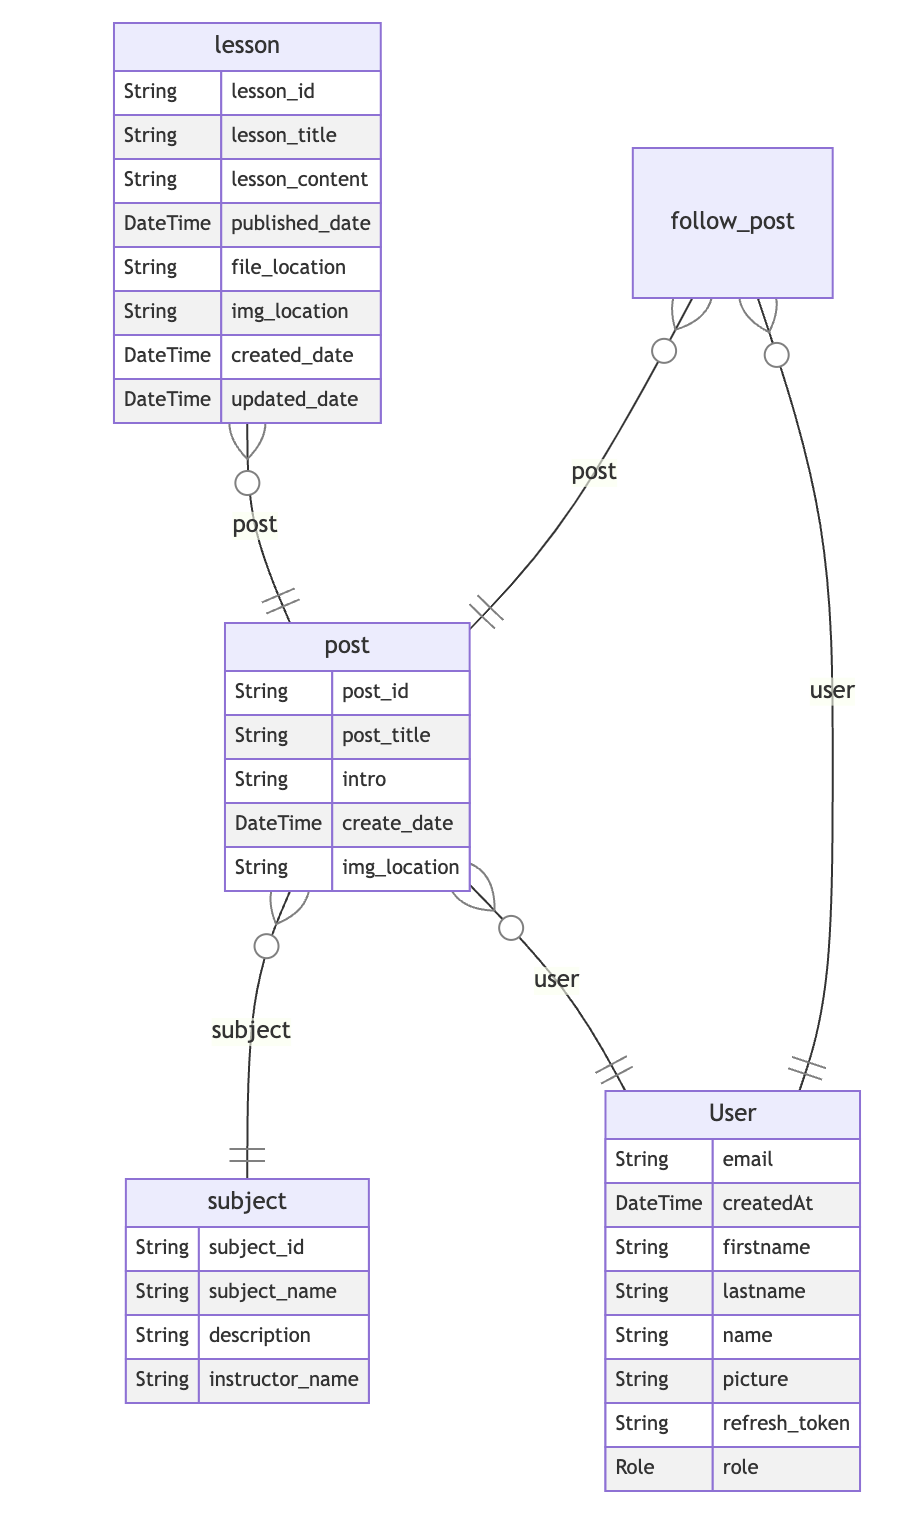 lesson
String lesson_id
String lesson_title
String lesson_content
DateTime published_date
String file_location
String img_location
DateTime created_date
DateTime updated_date
follow_post
post
post
post
String post_id
String post_title
String intro
DateTime create_date
String img_location
user
user
subject
subject
String subject_id
String subject_name
String description
String instructor_name
User
String email
DateTime createdAt
String firstname
String lastname
String name
String picture
String refresh_token
Role role